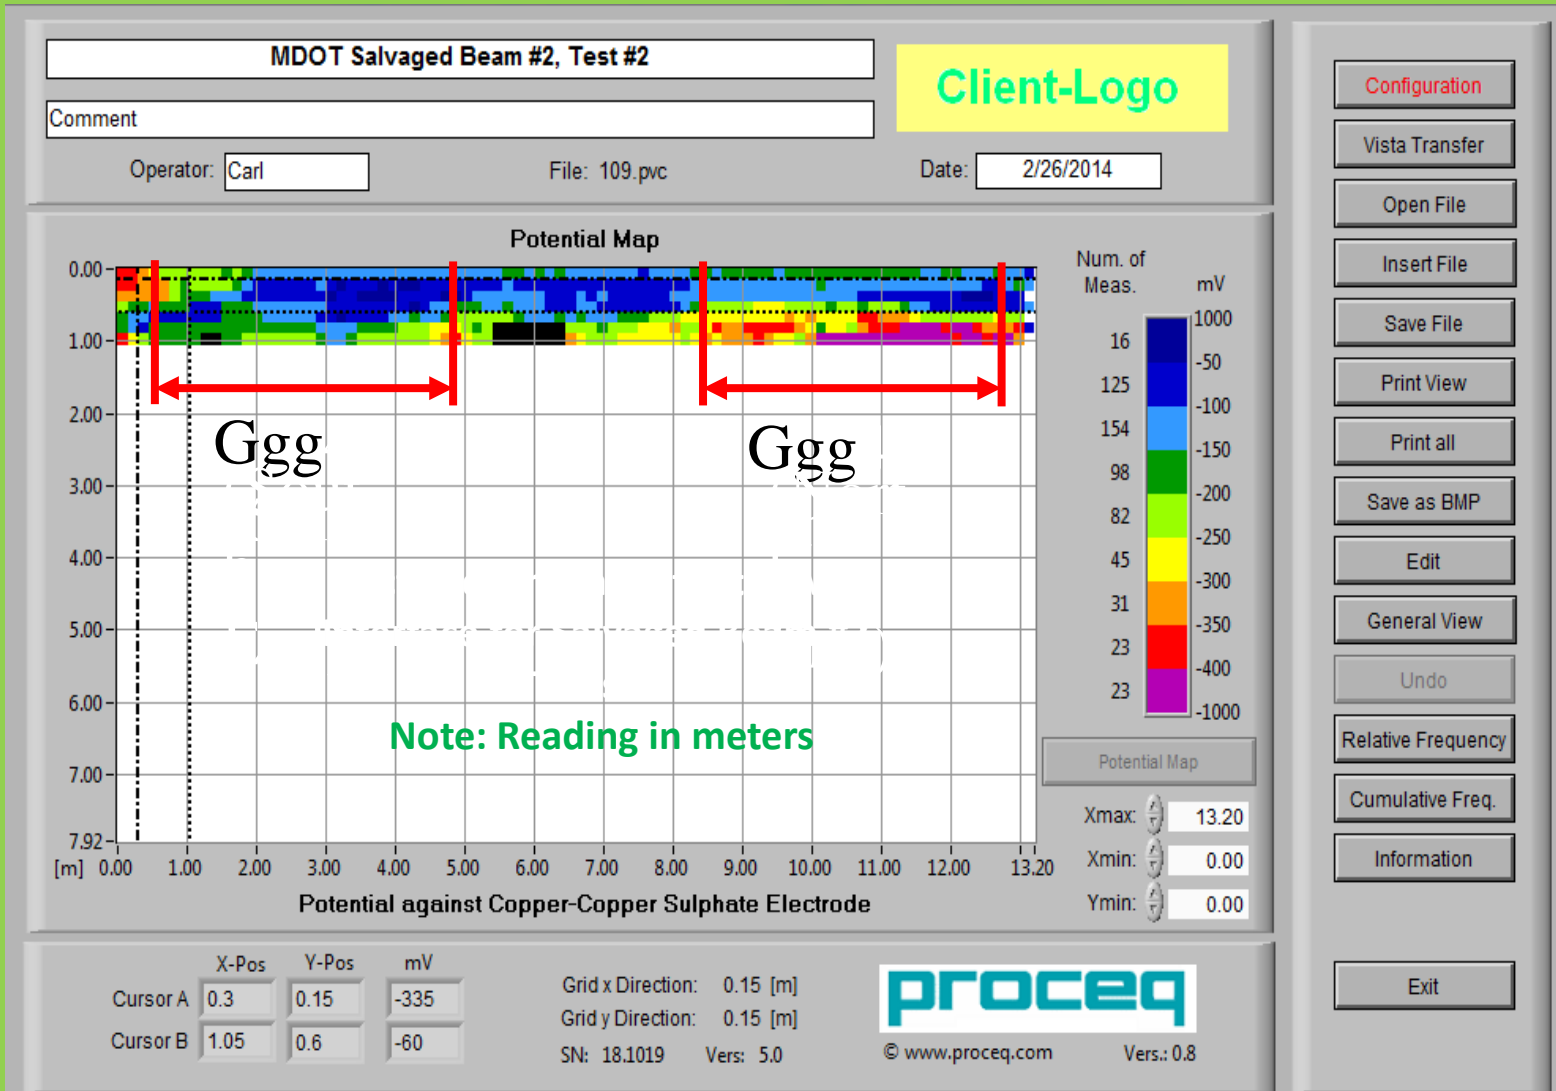 MDOT Salvaged Beam #2, Test #2
Client-Logo
Comment
Operator: Carl File: 109.pvc Date: 2/26/2014
Potential Map
Num. of Meas. mV
0.00
1.00
2.00
3.00
4.00
5.00
6.00
7.00
7.92
[m] 0.00 1.00 2.00 3.00 4.00 5.00 6.00 7.00 8.00 9.00 10.00 11.00 12.00 13.20
Ggg Ggg
Note: Reading in meters
Potential against Copper-Copper Sulphate Electrode
16
125
154
98
82
45
31
23
23
1000
-50
-100
-150
-200
-250
-300
-350
-400
-1000
Potential Map
Xmax: 13.20
Xmin: 0.00
Ymin: 0.00
X-Pos Y-Pos mV
Cursor A 0.3 0.15 -335
Cursor B 1.05 0.6 -60
Grid x Direction: 0.15 [m]
Grid y Direction: 0.15 [m]
SN: 18.1019 Vers: 5.0
proceq
© www.proceq.com Vers.: 0.8
Configuration
Vista Transfer
Open File
Insert File
Save File
Print View
Print all
Save as BMP
Edit
General View
Undo
Relative Frequency
Cumulative Freq.
Information
Exit